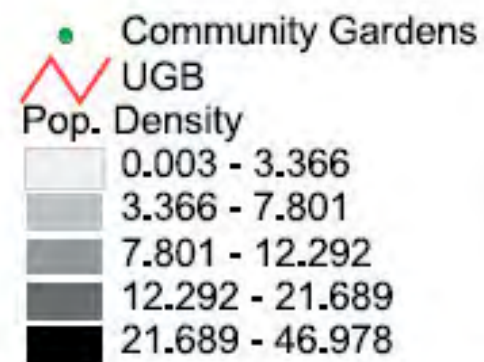 Community Gardens
UGB
Pop. Density
0.003 - 3.366
3.366 - 7.801
7.801 - 12.292
12.292 - 21.689
21.689 - 46.978